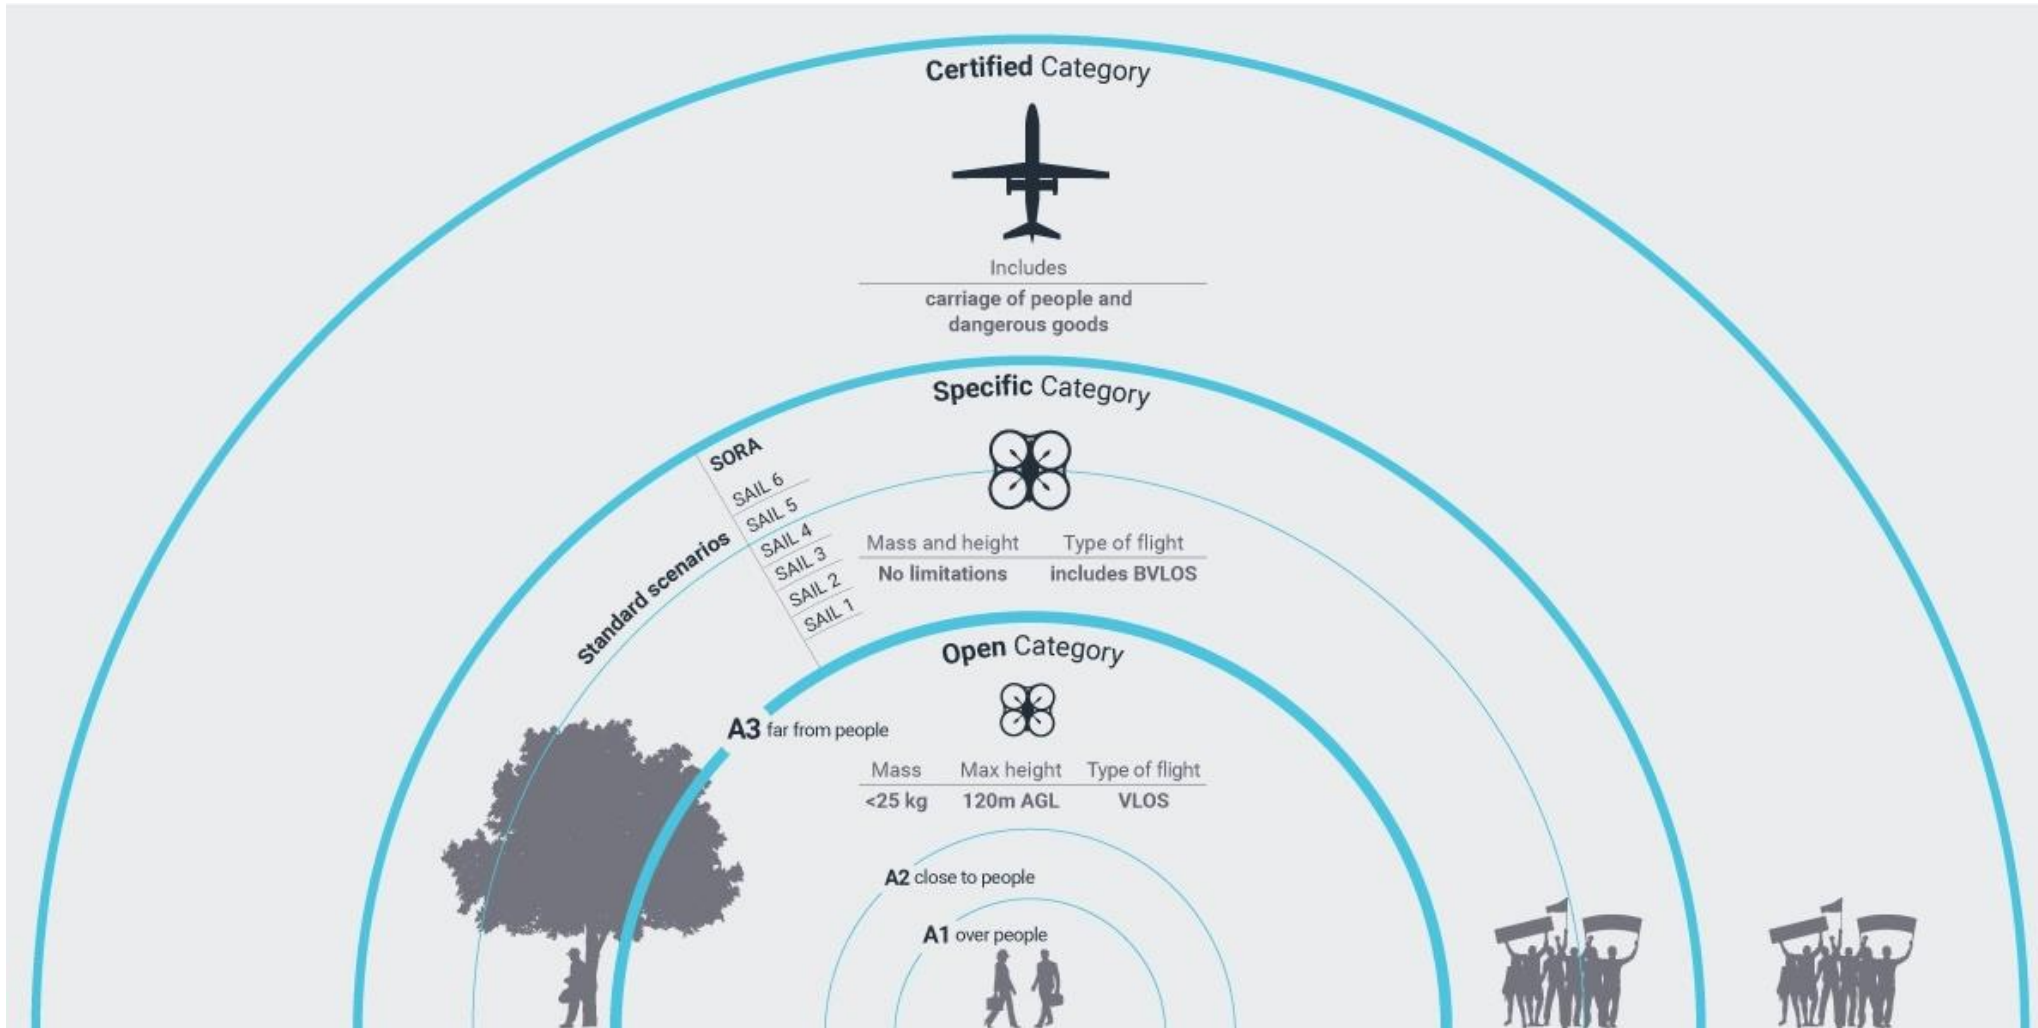 Certified Category
Includes
carriage of people and
dangerous goods
Specific Category
SORA
SAIL 6
SAIL 5
SAIL 4
SAIL 3
SAIL 2
SAIL 1
Standard scenarios
Mass and height Type of flight
No limitations includes BVLOS
Open Category
A3 far from people
Mass Max height Type of flight
<25 kg 120m AGL VLOS
A2 close to people
A1 over people